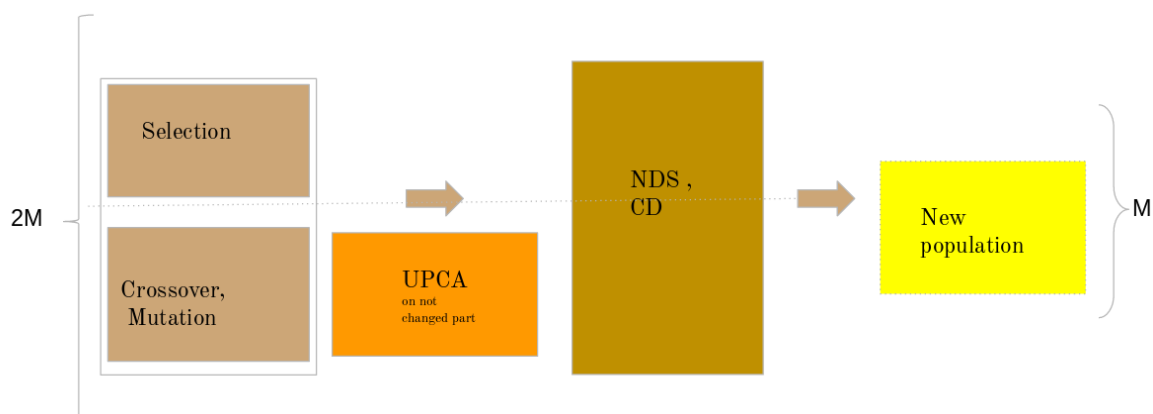 2M
Selection
Crossover,
Mutation
UPCA
on not
changed part
NDS ,
CD
New
population
M